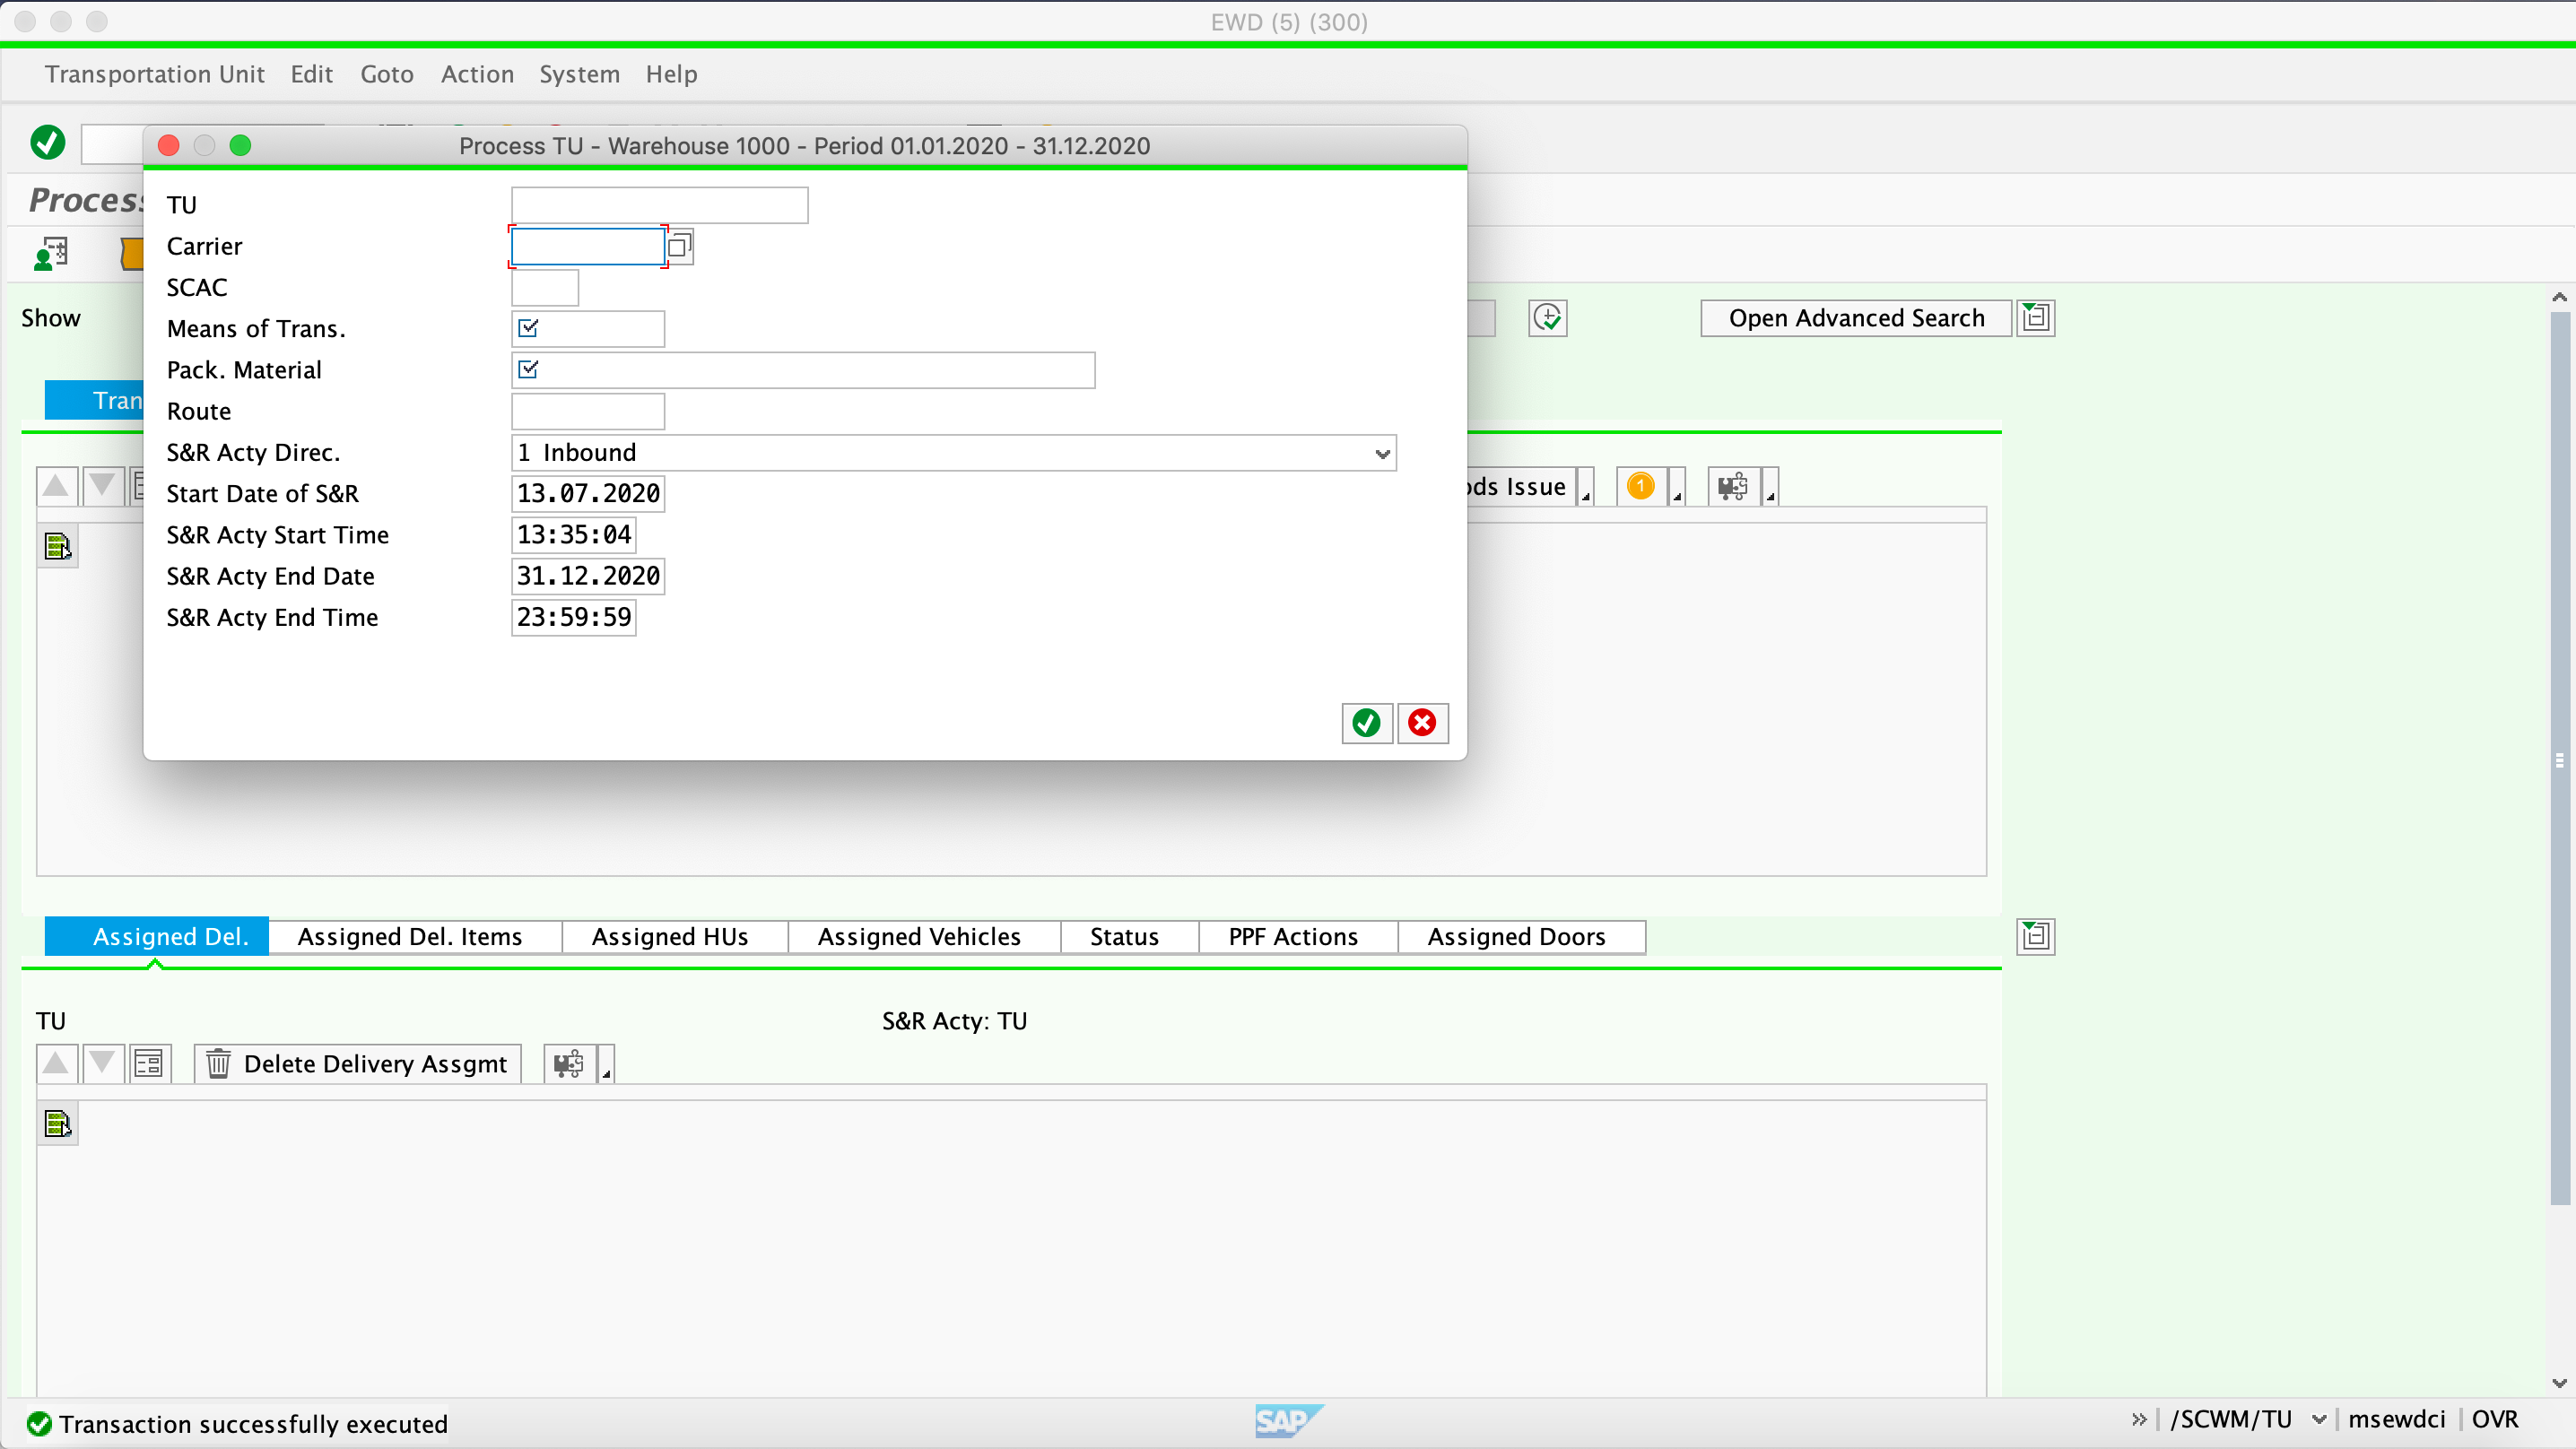 EWD (5) (300)
Transportation Unit Edit Goto Action System Help
Process TU - Warehouse 1000 - Period 01.01.2020 - 31.12.2020
Process
TU
Carrier
SCAC
Means of Trans.
Pack. Material
Route
S&R Acty Direc. 1 Inbound
Start Date of S&R 13.07.2020
S&R Acty Start Time 13:35:04
S&R Acty End Date 31.12.2020
S&R Acty End Time 23:59:59
Show
Open Advanced Search
Tran
ods Issue
1
Assigned Del. Assigned Del. Items Assigned HUs Assigned Vehicles Status PPF Actions Assigned Doors
TU S&R Acty: TU
Delete Delivery Assgmt
Transaction successfully executed
SAP
/SCWM/TU msewdci OVR